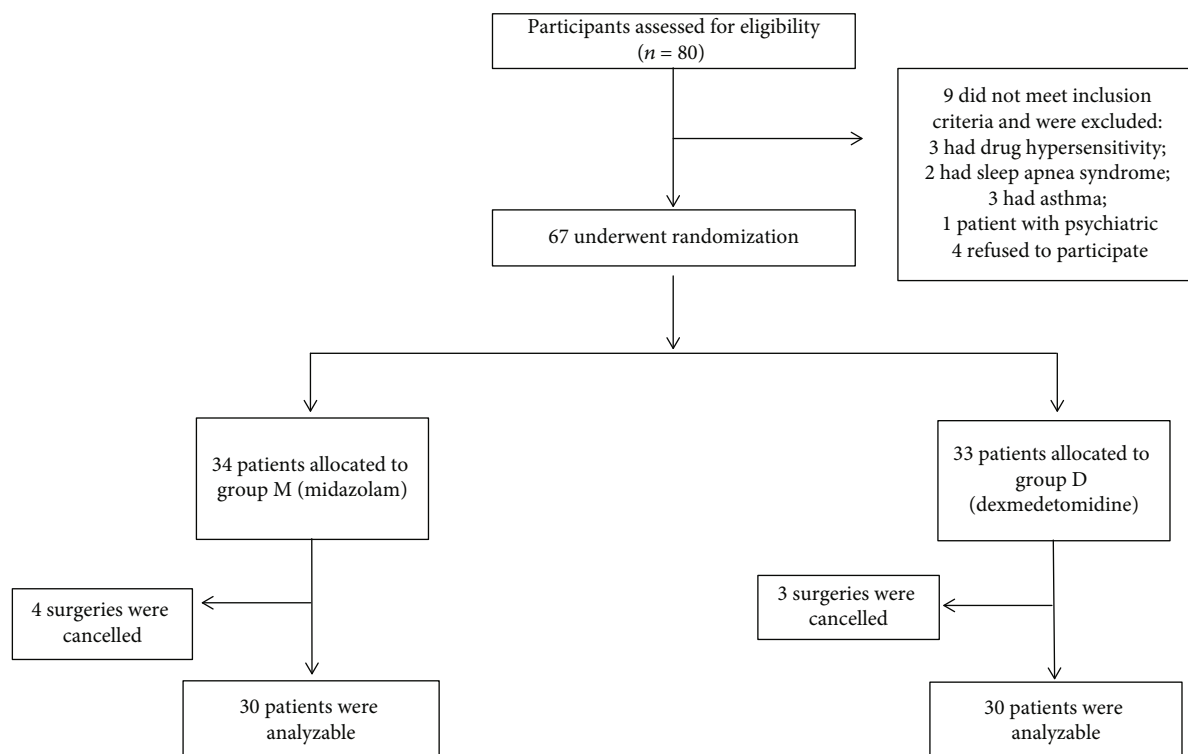 Participants assessed for eligibility
(n = 80)
9 did not meet inclusion
criteria and were excluded:
3 had drug hypersensitivity;
2 had sleep apnea syndrome;
3 had asthma;
1 patient with psychiatric
4 refused to participate
67 underwent randomization
34 patients allocated to
group M (midazolam)
33 patients allocated to
group D
(dexmedetomidine)
4 surgeries were
cancelled
3 surgeries were
cancelled
30 patients were
analyzable
30 patients were
analyzable